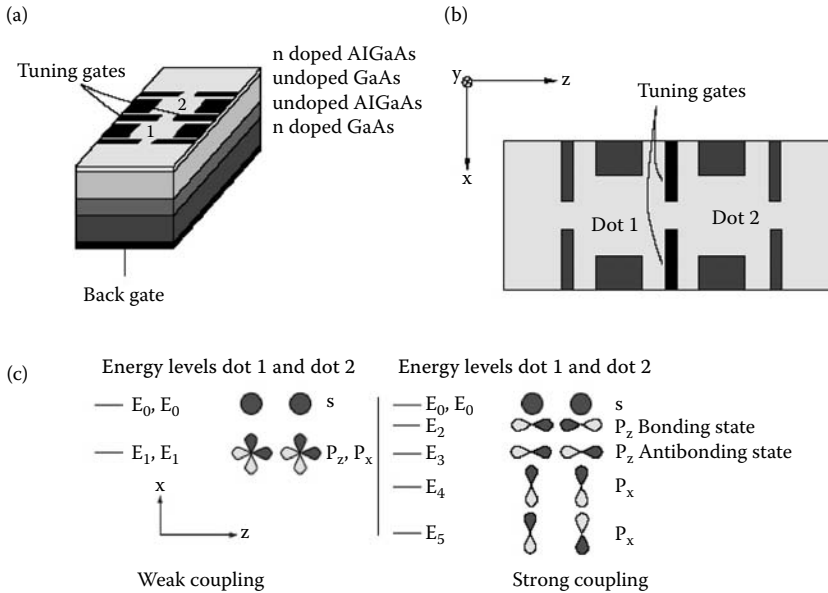 (a)
n doped AlGaAs
undoped GaAs
undoped AlGaAs
n doped GaAs
Tuning gates
2
1
Back gate
(b)
y
z
x
Tuning gates
Dot 1
Dot 2
(c)
Energy levels dot 1 and dot 2
E0, E0
s
E1, E1
Pz, Px
x
z
Weak coupling
Energy levels dot 1 and dot 2
E0, E0
s
E2
Pz Bonding state
E3
Pz Antibonding state
E4
Px
E5
Px
Strong coupling